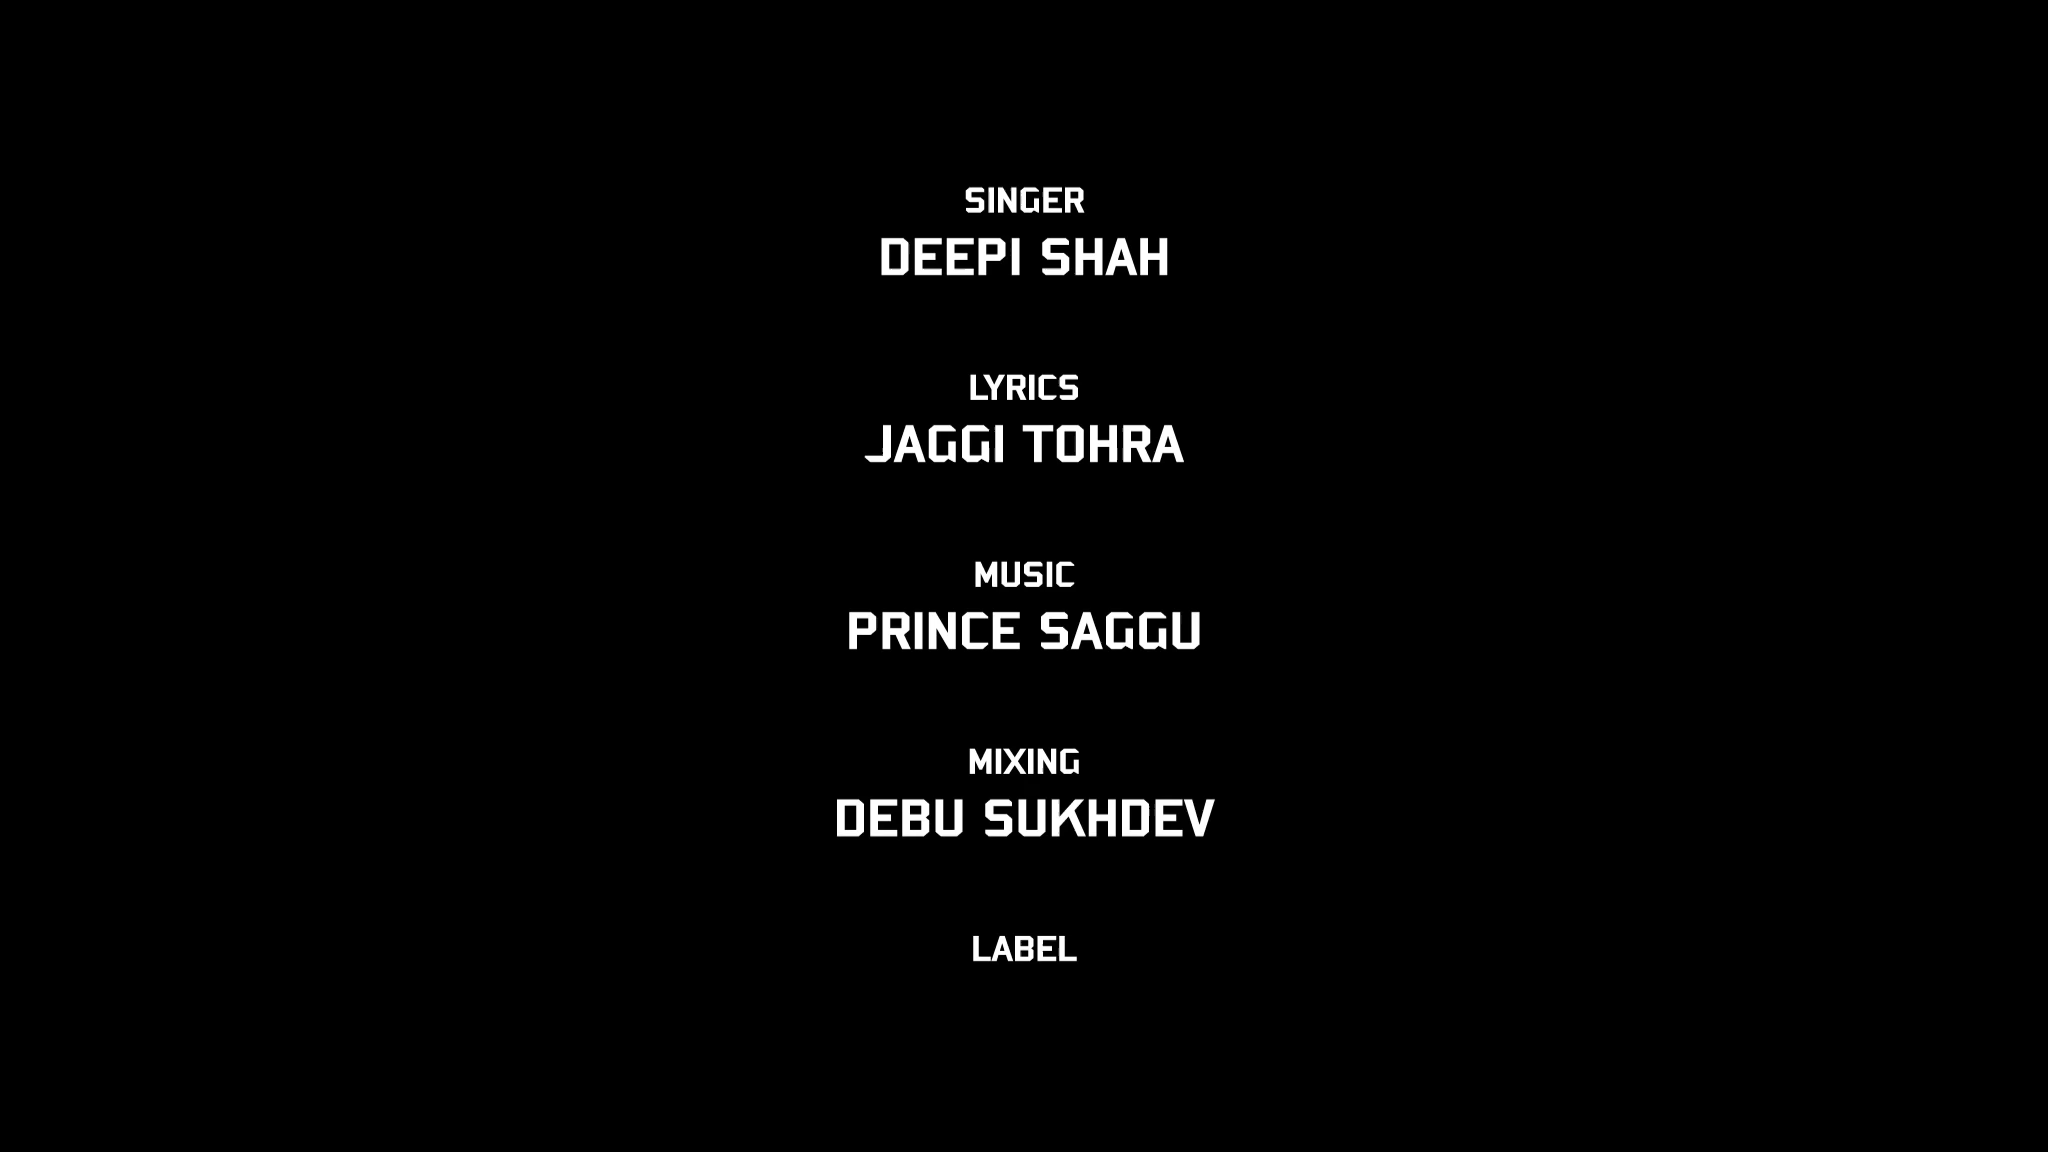 SINGER
DEEPI SHAH
LYRICS
JAGGI TOHRA
MUSIC
PRINCE SAGGU
MIXING
DEBU SUKHDEV
LABEL